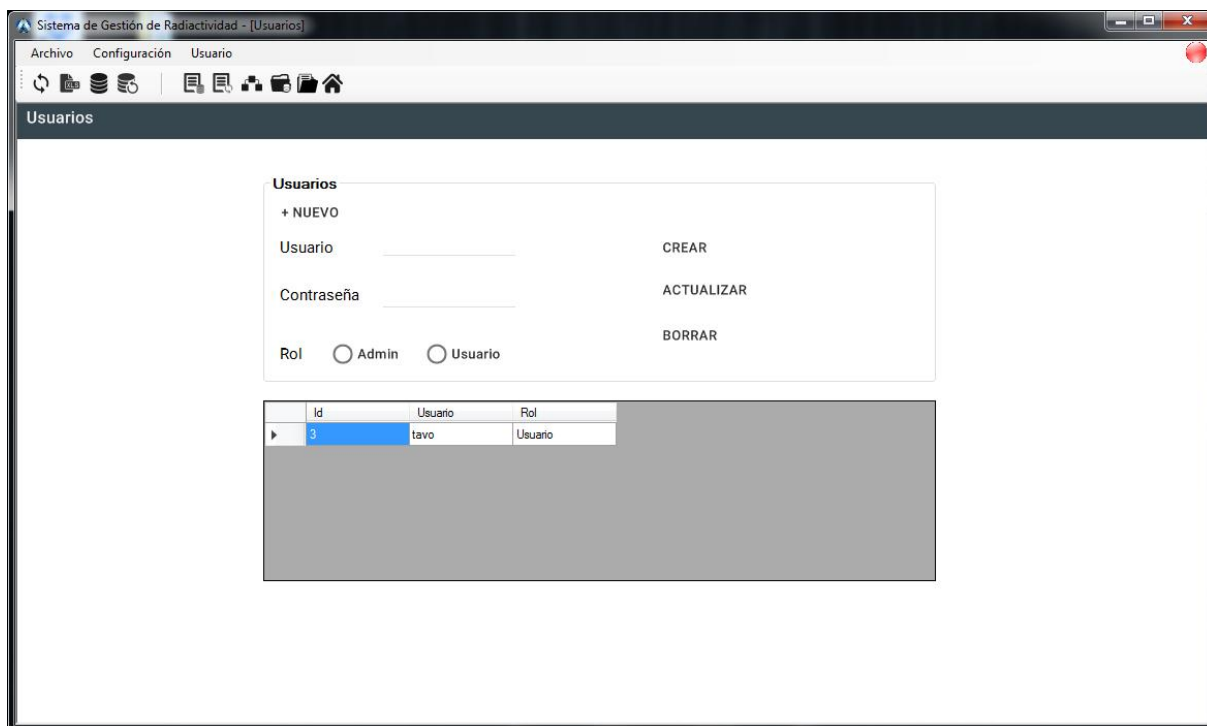 Sistema de Gestión de Radiactividad - [Usuarios]
Archivo Configuración Usuario
Usuarios
Usuarios
+ NUEVO
Usuario
CREAR
Contraseña
ACTUALIZAR
BORRAR
Rol Admin Usuario
Id Usuario Rol
3 tavo Usuario